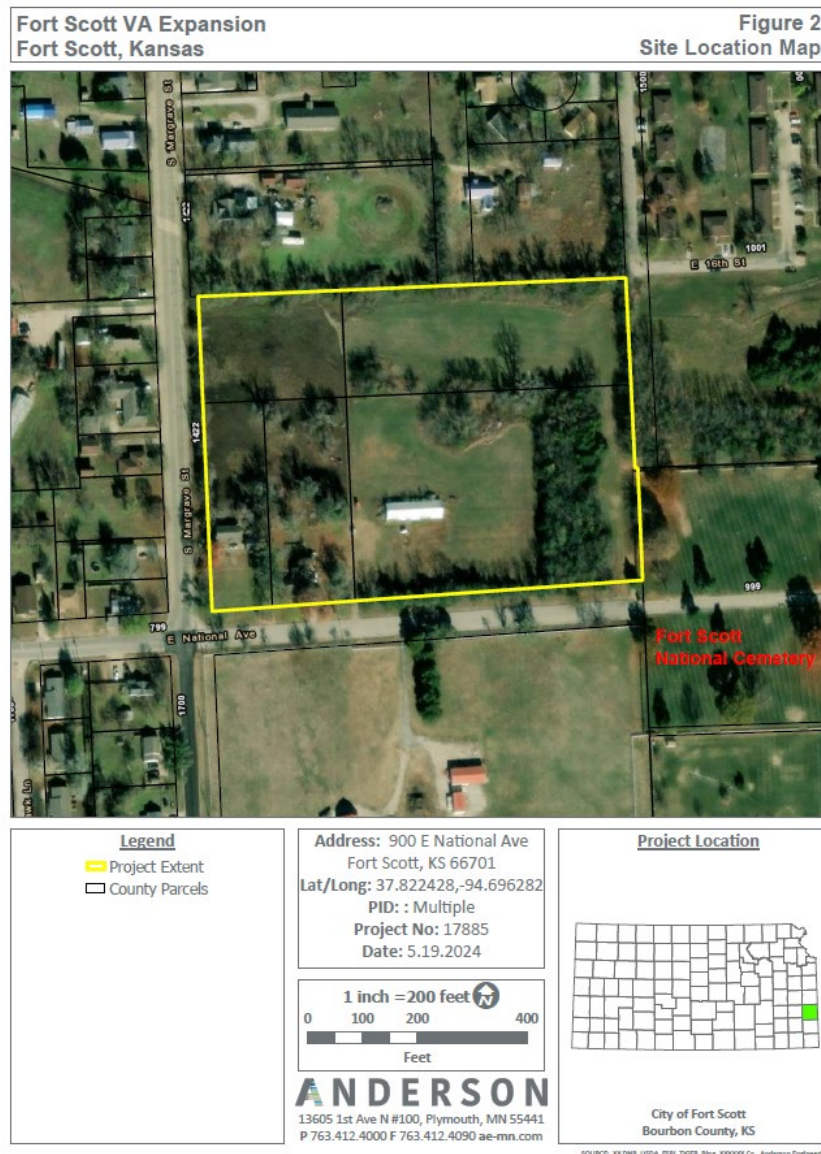 Fort Scott VA Expansion
Fort Scott, Kansas
Figure 2
Site Location Map
S Margrave St
1500
1001
E 16th St
1422
S Margrave St
799
E National Ave
999
Fort Scott
National Cemetery
1700
Legend
Project Extent
County Parcels
Address: 900 E National Ave
Fort Scott, KS 66701
Lat/Long: 37.822428,-94.696282
PID: : Multiple
Project No: 17885
Date: 5.19.2024
1 inch =200 feet N
0 100 200 400
Feet
ANDERSON
13605 1st Ave N #100, Plymouth, MN 55441
P 763.412.4000 F 763.412.4090 ae-mn.com
Project Location
City of Fort Scott
Bourbon County, KS